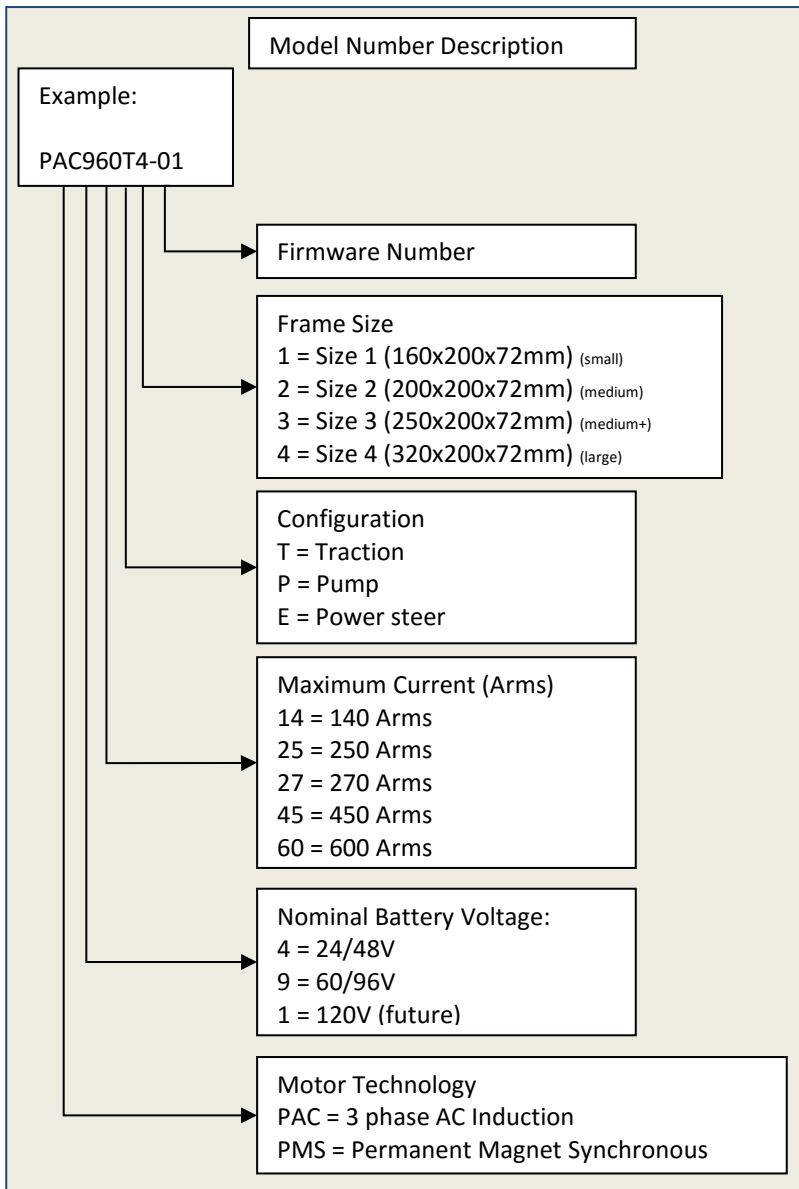 Model Number Description
Example:
PAC960T4-01
Firmware Number
Frame Size
1 = Size 1 (160x200x72mm) (small)
2 = Size 2 (200x200x72mm) (medium)
3 = Size 3 (250x200x72mm) (medium+)
4 = Size 4 (320x200x72mm) (large)
Configuration
T = Traction
P = Pump
E = Power steer
Maximum Current (Arms)
14 = 140 Arms
25 = 250 Arms
27 = 270 Arms
45 = 450 Arms
60 = 600 Arms
Nominal Battery Voltage:
4 = 24/48V
9 = 60/96V
1 = 120V (future)
Motor Technology
PAC = 3 phase AC Induction
PMS = Permanent Magnet Synchronous